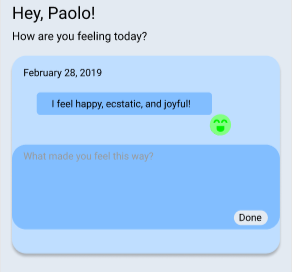 Hey, Paolo!
How are you feeling today?
February 28, 2019
I feel happy, ecstatic, and joyful!
What made you feel this way?
Done